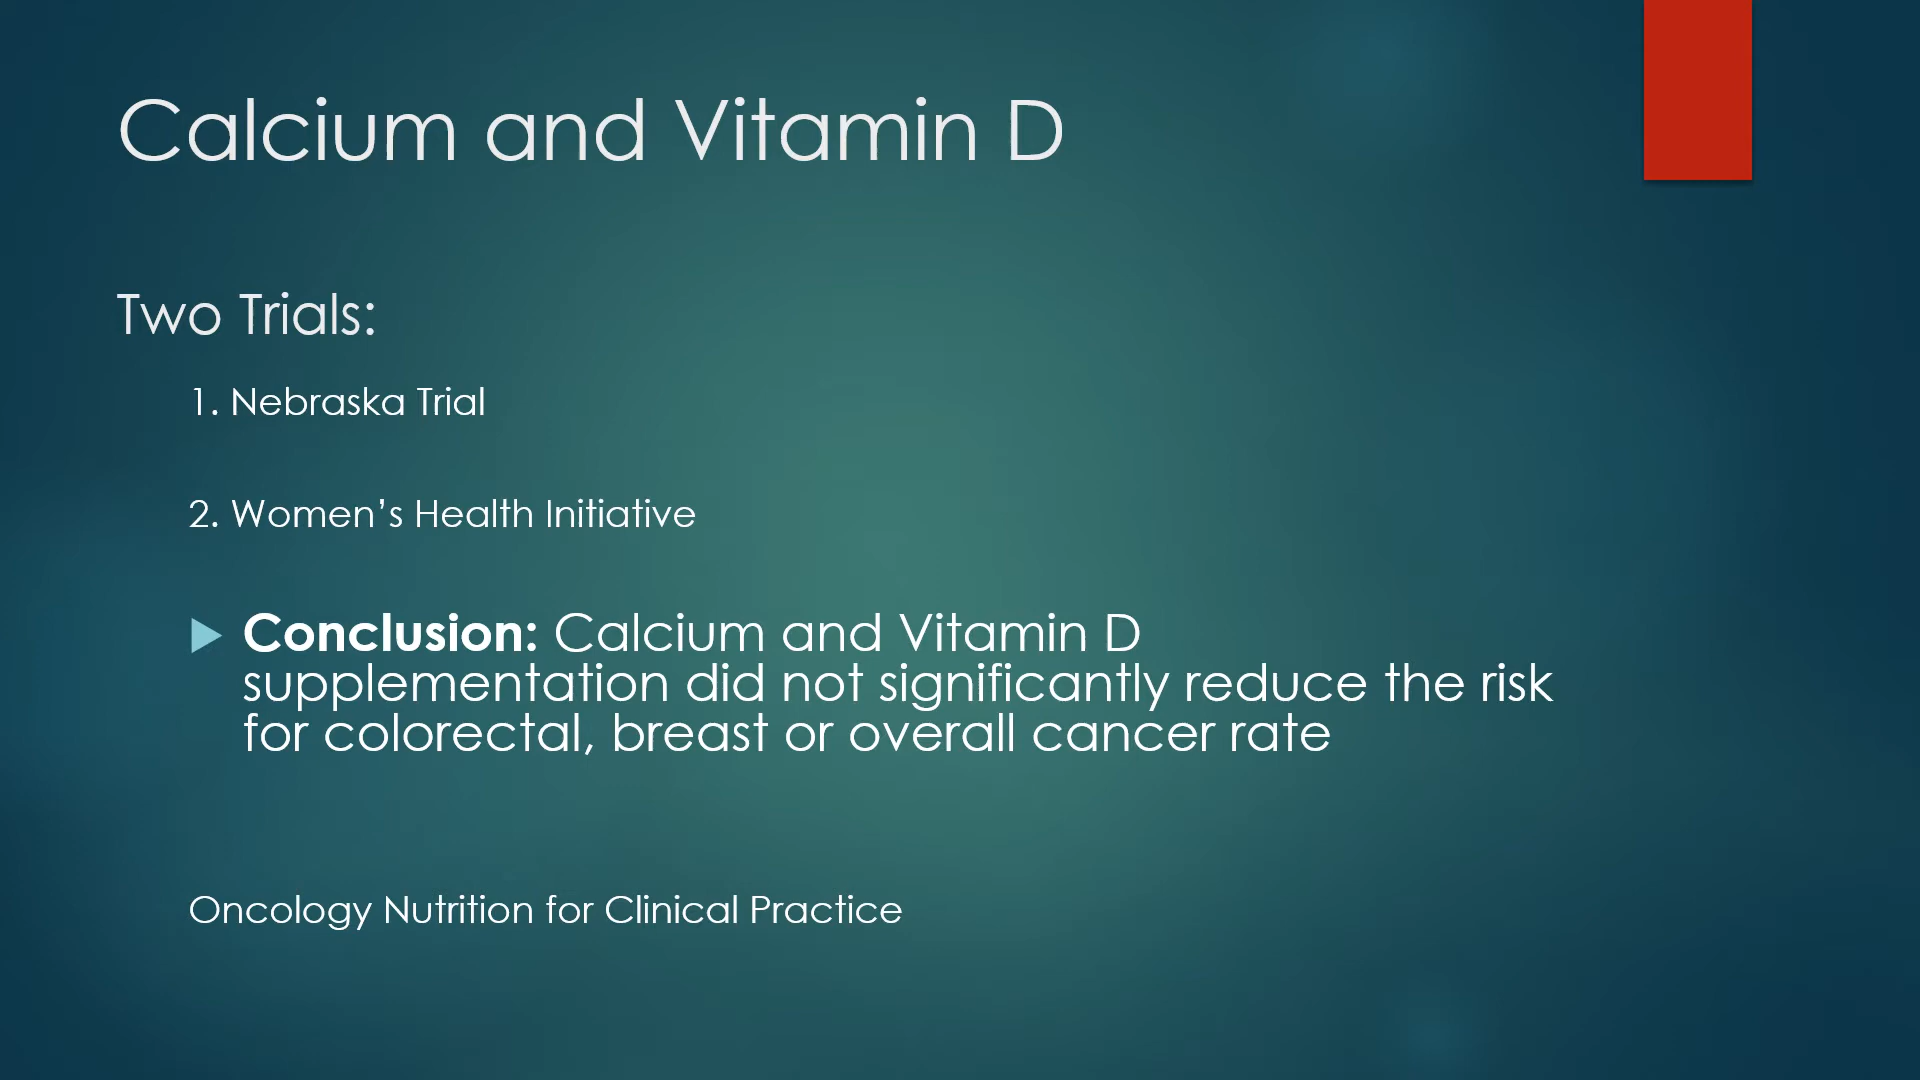 Calcium and Vitamin D
Two Trials:
1. Nebraska Trial
2. Women’s Health Initiative
Conclusion: Calcium and Vitamin D
supplementation did not significantly reduce the risk
for colorectal, breast or overall cancer rate
Oncology Nutrition for Clinical Practice